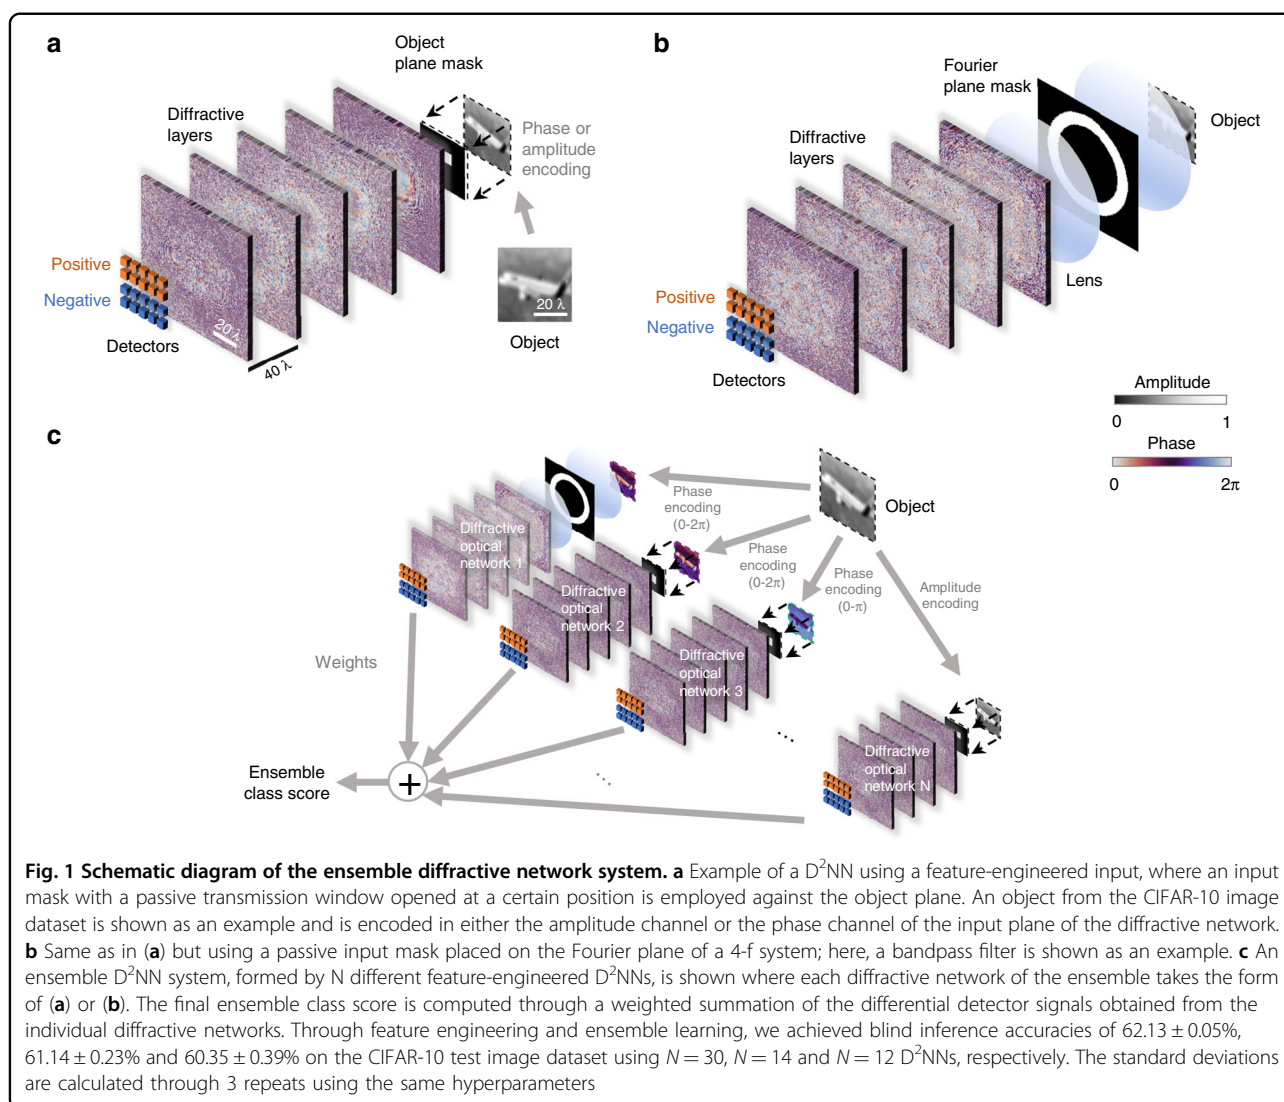 a
Object
plane mask
Diffractive
layers
Phase or
amplitude
encoding
Positive
Negative
20 λ
20 λ
Detectors
40 λ
Object
b
Fourier
plane mask
Object
Diffractive
layers
Lens
Positive
Negative
Detectors
Amplitude
0 1
Phase
0 2π
c
Phase
encoding
(0-2π)
Object
Diffractive
optical
network 1
Phase
encoding
(0-2π)
Phase
encoding
(0-π)
Amplitude
encoding
Diffractive
optical
network 2
Weights
Diffractive
optical
network 3
...
Diffractive
optical
network N
...
Ensemble
class score
+
Fig. 1 Schematic diagram of the ensemble diffractive network system. a Example of a D²NN using a feature-engineered input, where an input
mask with a passive transmission window opened at a certain position is employed against the object plane. An object from the CIFAR-10 image
dataset is shown as an example and is encoded in either the amplitude channel or the phase channel of the input plane of the diffractive network.
b Same as in (a) but using a passive input mask placed on the Fourier plane of a 4-f system; here, a bandpass filter is shown as an example. c An
ensemble D²NN system, formed by N different feature-engineered D²NNs, is shown where each diffractive network of the ensemble takes the form
of (a) or (b). The final ensemble class score is computed through a weighted summation of the differential detector signals obtained from the
individual diffractive networks. Through feature engineering and ensemble learning, we achieved blind inference accuracies of 62.13 ± 0.05%,
61.14 ± 0.23% and 60.35 ± 0.39% on the CIFAR-10 test image dataset using N = 30, N = 14 and N = 12 D²NNs, respectively. The standard deviations
are calculated through 3 repeats using the same hyperparameters